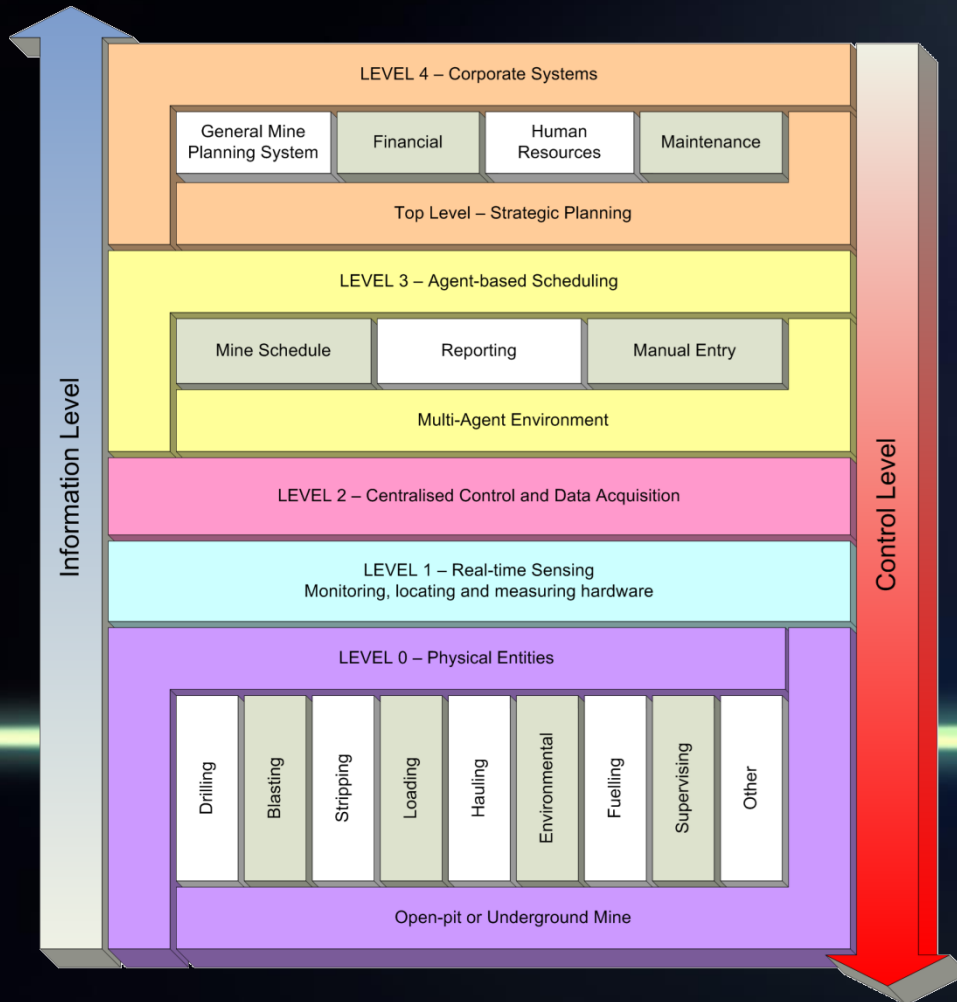 LEVEL 4 – Corporate Systems
General Mine
Planning System
Financial
Human
Resources
Maintenance
Top Level – Strategic Planning
LEVEL 3 – Agent-based Scheduling
Mine Schedule
Reporting
Manual Entry
Multi-Agent Environment
LEVEL 2 – Centralised Control and Data Acquisition
LEVEL 1 – Real-time Sensing
Monitoring, locating and measuring hardware
LEVEL 0 – Physical Entities
Drilling
Blasting
Stripping
Loading
Hauling
Environmental
Fuelling
Supervising
Other
Open-pit or Underground Mine
Information Level
Control Level